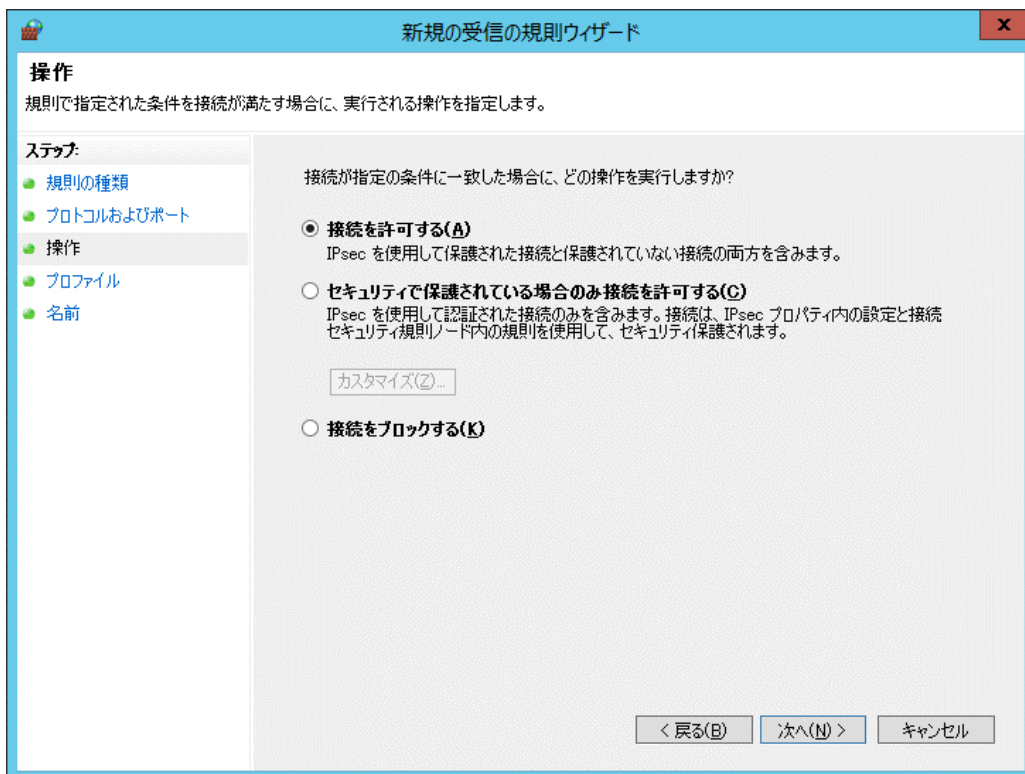 新規の受信の規則ウィザード
x
操作
規則で指定された条件を接続が満たす場合に、実行される操作を指定します。
ステップ:
規則の種類
プロトコルおよびポート
操作
プロファイル
名前
接続が指定の条件に一致した場合に、どの操作を実行しますか?
接続を許可する(A)
IPsec を使用して保護された接続と保護されていない接続の両方を含みます。
セキュリティで保護されている場合のみ接続を許可する(C)
IPsec を使用して認証された接続のみを含みます。接続は、IPsec プロパティ内の設定と接続
セキュリティ規則ノード内の規則を使用して、セキュリティ保護されます。
カスタマイズ(Z)...
接続をブロックする(K)
< 戻る(B)
次へ(N) >
キャンセル